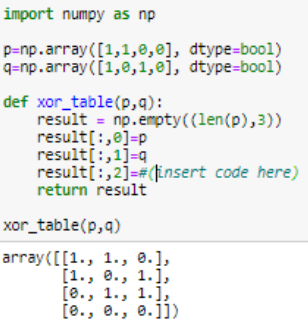 import numpy as np
p=np.array([1,1,0,0], dtype=bool)
q=np.array([1,0,1,0], dtype=bool)
def xor_table(p,q):
    result = np.empty((len(p),3))
    result[:,0]=p
    result[:,1]=q
    result[:,2]=#(insert code here)
    return result
xor_table(p,q)
array([[1., 1., 0.],
       [1., 0., 1.],
       [0., 1., 1.],
       [0., 0., 0.]])